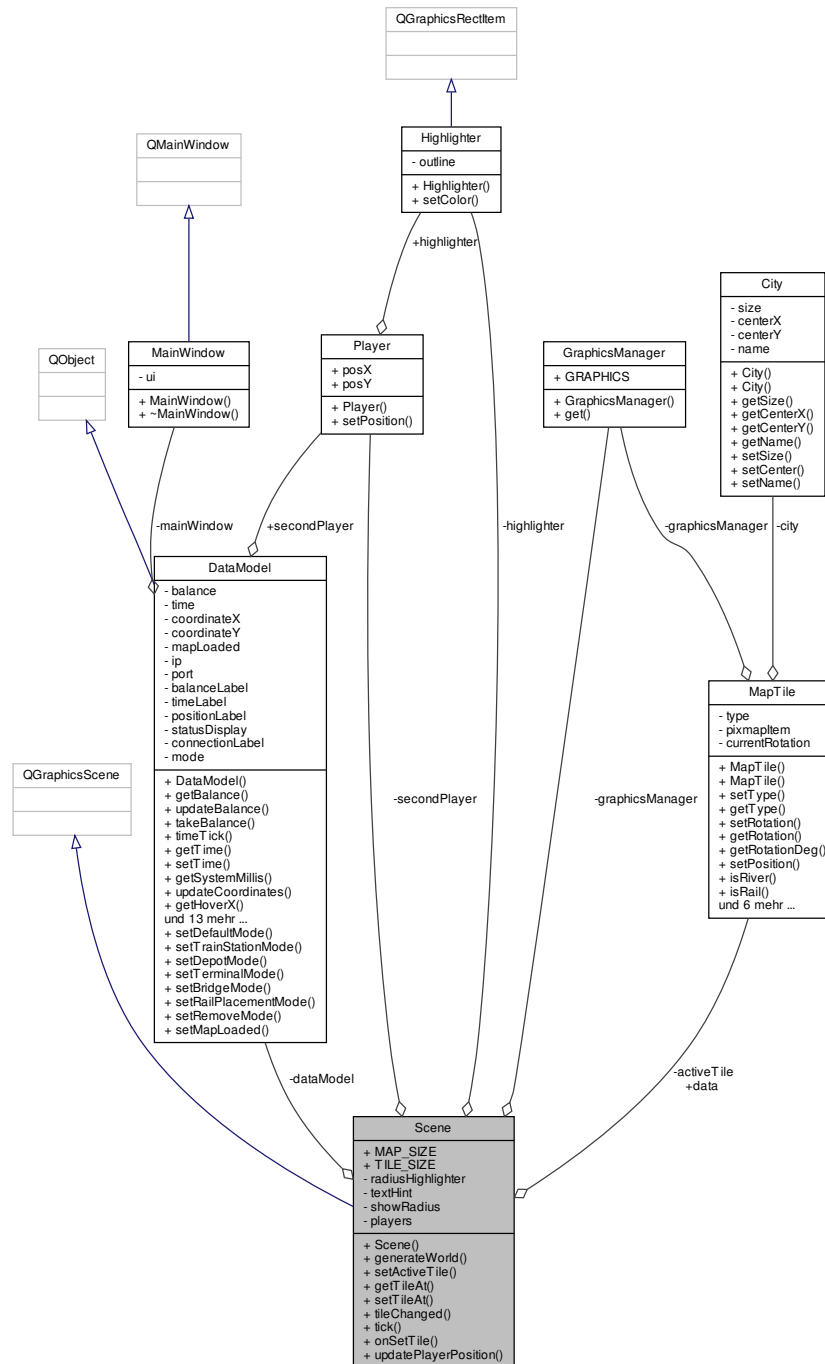 QGraphicsRectItem
Highlighter
- outline
+ Highlighter()
+ setColor()
QMainWindow
+highlighter
City
- size
- centerX
- centerY
- name
+ City()
+ City()
+ getSize()
+ getCenterX()
+ getCenterY()
+ getName()
+ setSize()
+ setCenter()
+ setName()
QObject
MainWindow
- ui
+ MainWindow()
+ ~MainWindow()
Player
+ posX
+ posY
+ Player()
+ setPosition()
GraphicsManager
+ GRAPHICS
+ GraphicsManager()
+ get()
-mainWindow
+secondPlayer
-highlighter
-graphicsManager
-city
DataModel
- balance
- time
- coordinateX
- coordinateY
- mapLoaded
- ip
- port
- balanceLabel
- timeLabel
- positionLabel
- statusDisplay
- connectionLabel
- mode
+ DataModel()
+ getBalance()
+ updateBalance()
+ takeBalance()
+ timeTick()
+ getTime()
+ setTime()
+ getSystemMillis()
+ updateCoordinates()
+ getHoverX()
und 13 mehr ...
+ setDefaultMode()
+ setTrainStationMode()
+ setDepotMode()
+ setTerminalMode()
+ setBridgeMode()
+ setRailPlacementMode()
+ setRemoveMode()
+ setMapLoaded()
MapTile
- type
- pixmapItem
- currentRotation
+ MapTile()
+ MapTile()
+ setType()
+ getType()
+ setRotation()
+ getRotation()
+ getRotationDeg()
+ setPosition()
+ isRiver()
+ isRail()
und 6 mehr ...
QGraphicsScene
-secondPlayer
-graphicsManager
-dataModel
-activeTile
+data
Scene
+ MAP_SIZE
+ TILE_SIZE
- radiusHighlighter
- textHint
- showRadius
- players
+ Scene()
+ generateWorld()
+ setActiveTile()
+ getTileAt()
+ setTileAt()
+ tileChanged()
+ tick()
+ onSetTile()
+ updatePlayerPosition()